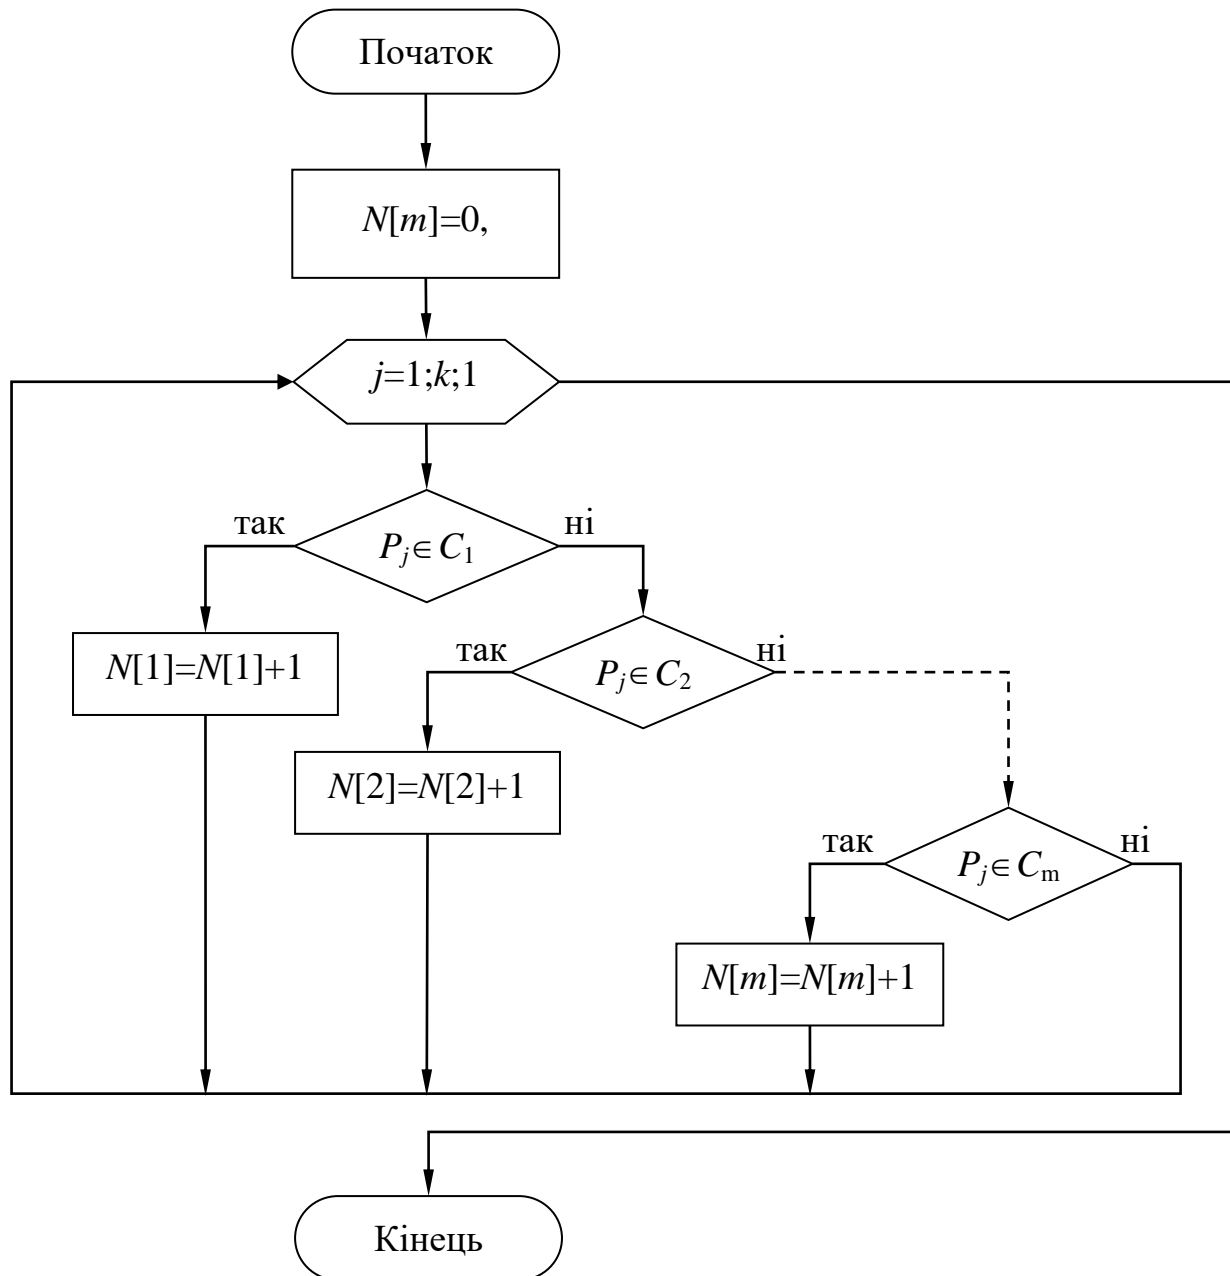 Початок
N[m]=0,
j=1;k;1
так
ні
P_j∈C_1
N[1]=N[1]+1
так
ні
P_j∈C_2
N[2]=N[2]+1
так
ні
P_j∈C_m
N[m]=N[m]+1
Кінець